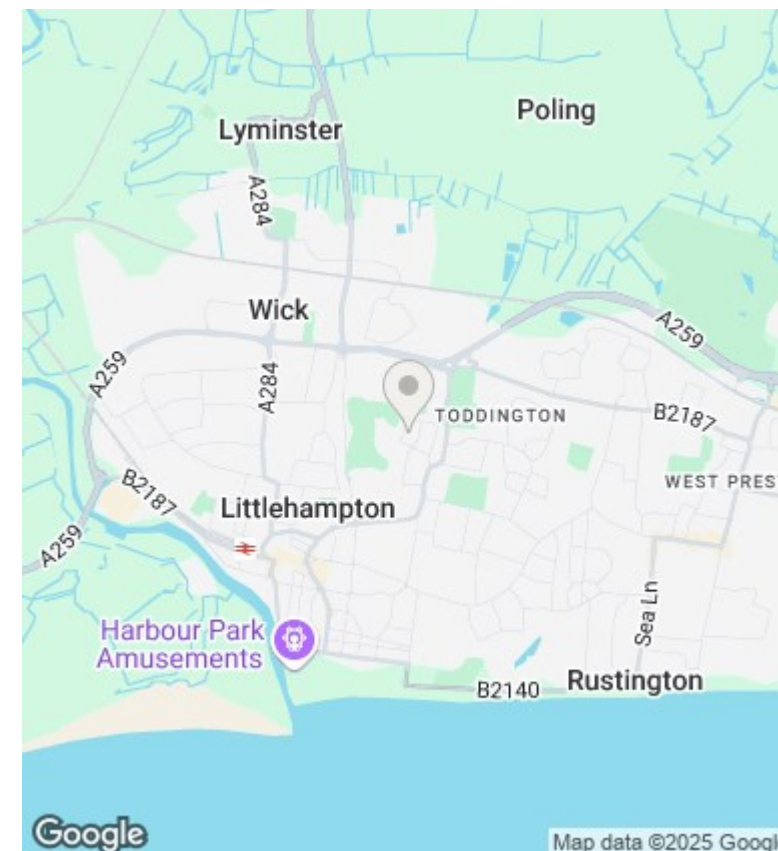 Poling
Lyminster
A284
Wick
A259
A259
A284
TODDINGTON
B2187
WEST PRES
B2187
Littlehampton
A259
Sea Ln
Harbour Park
Amusements
B2140
Rustington
Google
Map data ©2025 Googl